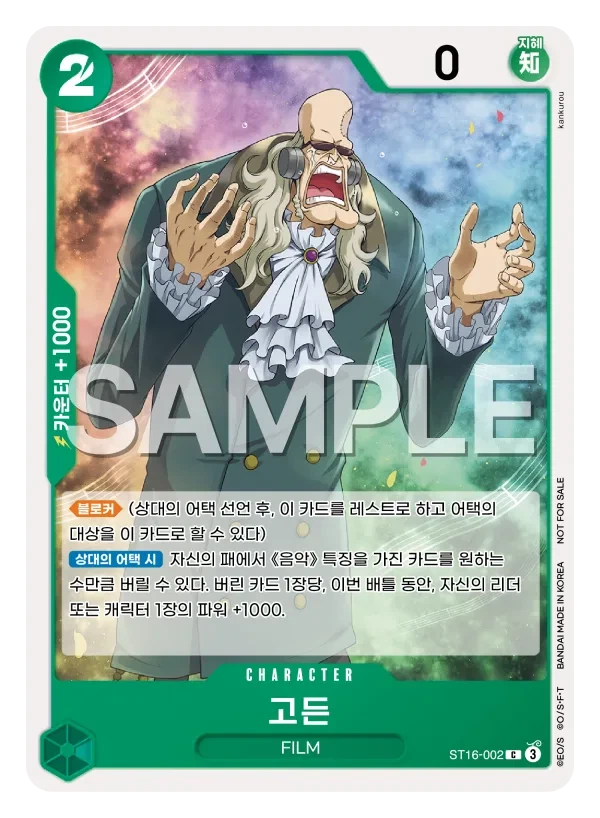 2
0
지혜
知
kankurou
카운터 +1000
SAMPLE
블로커 (상대의 어택 선언 후, 이 카드를 레스트로 하고 어택의
대상을 이 카드로 할 수 있다)
상대의 어택 시 자신의 패에서 《음악》 특징을 가진 카드를 원하는
수만큼 버릴 수 있다. 버린 카드 1장당, 이번 배틀 동안, 자신의 리더
또는 캐릭터 1장의 파워 +1000.
CHARACTER
고든
FILM
ST16-002 C 3
©EO/S ©O/S·F·T BANDAI MADE IN KOREA NOT FOR SALE